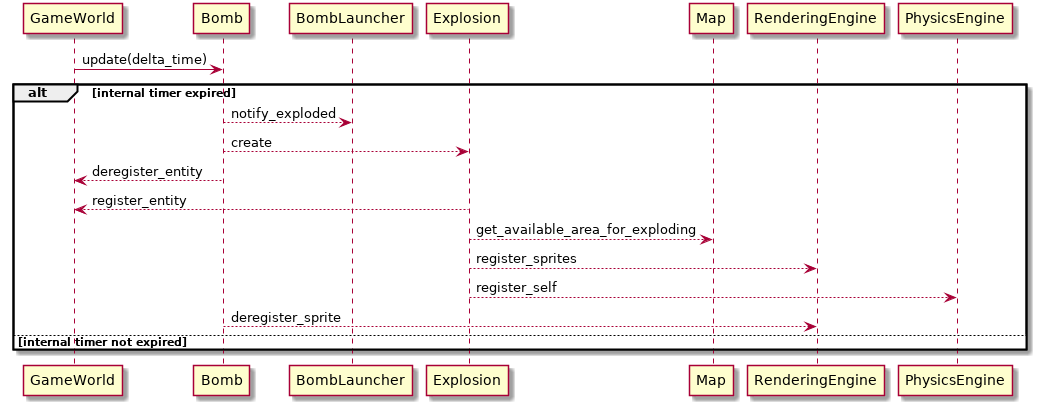 GameWorld Bomb BombLauncher Explosion Map RenderingEngine PhysicsEngine
update(delta_time)
alt [internal timer expired]
notify_exploded
create
deregister_entity
register_entity
get_available_area_for_exploding
register_sprites
register_self
deregister_sprite
[internal timer not expired]
GameWorld Bomb BombLauncher Explosion Map RenderingEngine PhysicsEngine